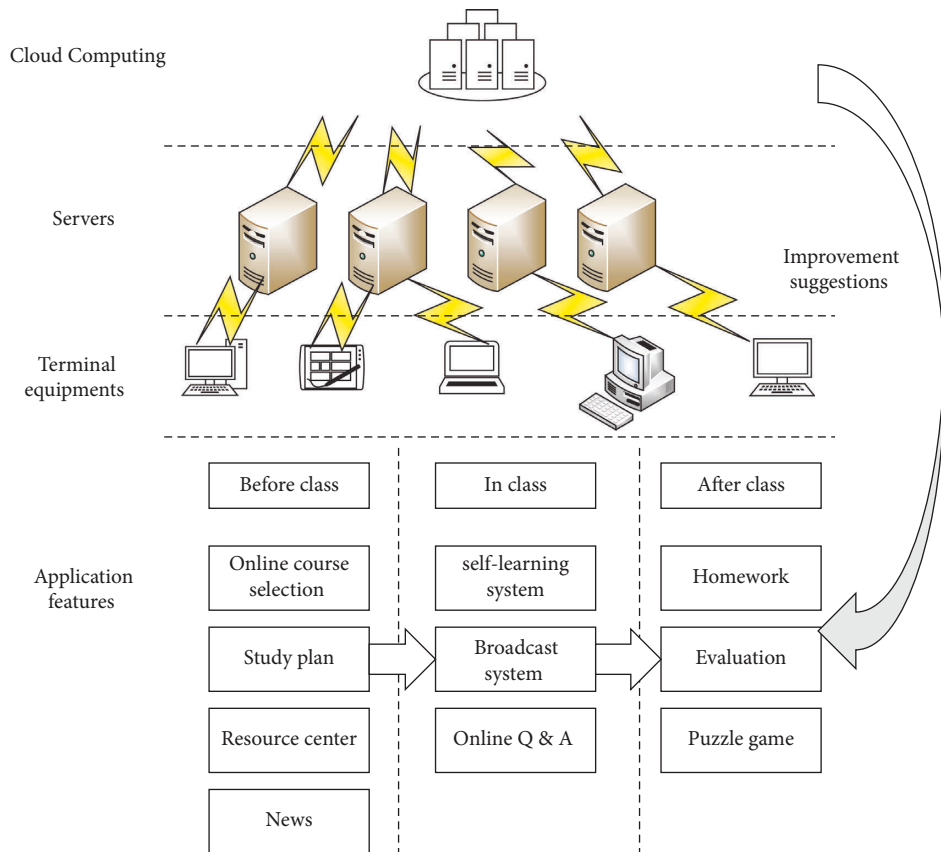 Cloud Computing
Servers
Improvement
suggestions
Terminal
equipments
Before class
In class
After class
Application
features
Online course
selection
self-learning
system
Homework
Study plan
Broadcast
system
Evaluation
Resource center
Online Q & A
Puzzle game
News